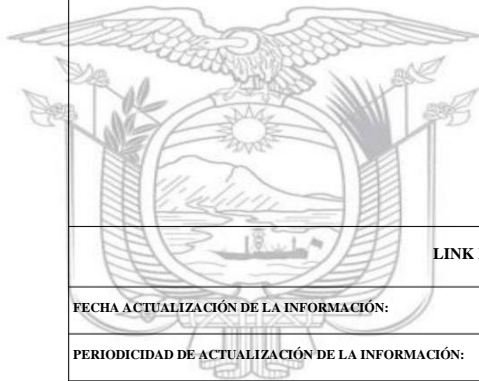 LINK
FECHA ACTUALIZACIÓN DE LA INFORMACIÓN:
PERIODICIDAD DE ACTUALIZACIÓN DE LA INFORMACIÓN: